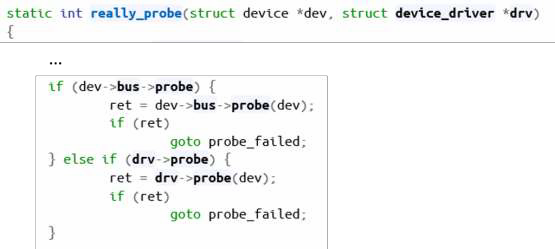 static int really_probe(struct device *dev, struct device_driver *drv)
{
...
if (dev->bus->probe) {
        ret = dev->bus->probe(dev);
        if (ret)
                goto probe_failed;
} else if (drv->probe) {
        ret = drv->probe(dev);
        if (ret)
                goto probe_failed;
}